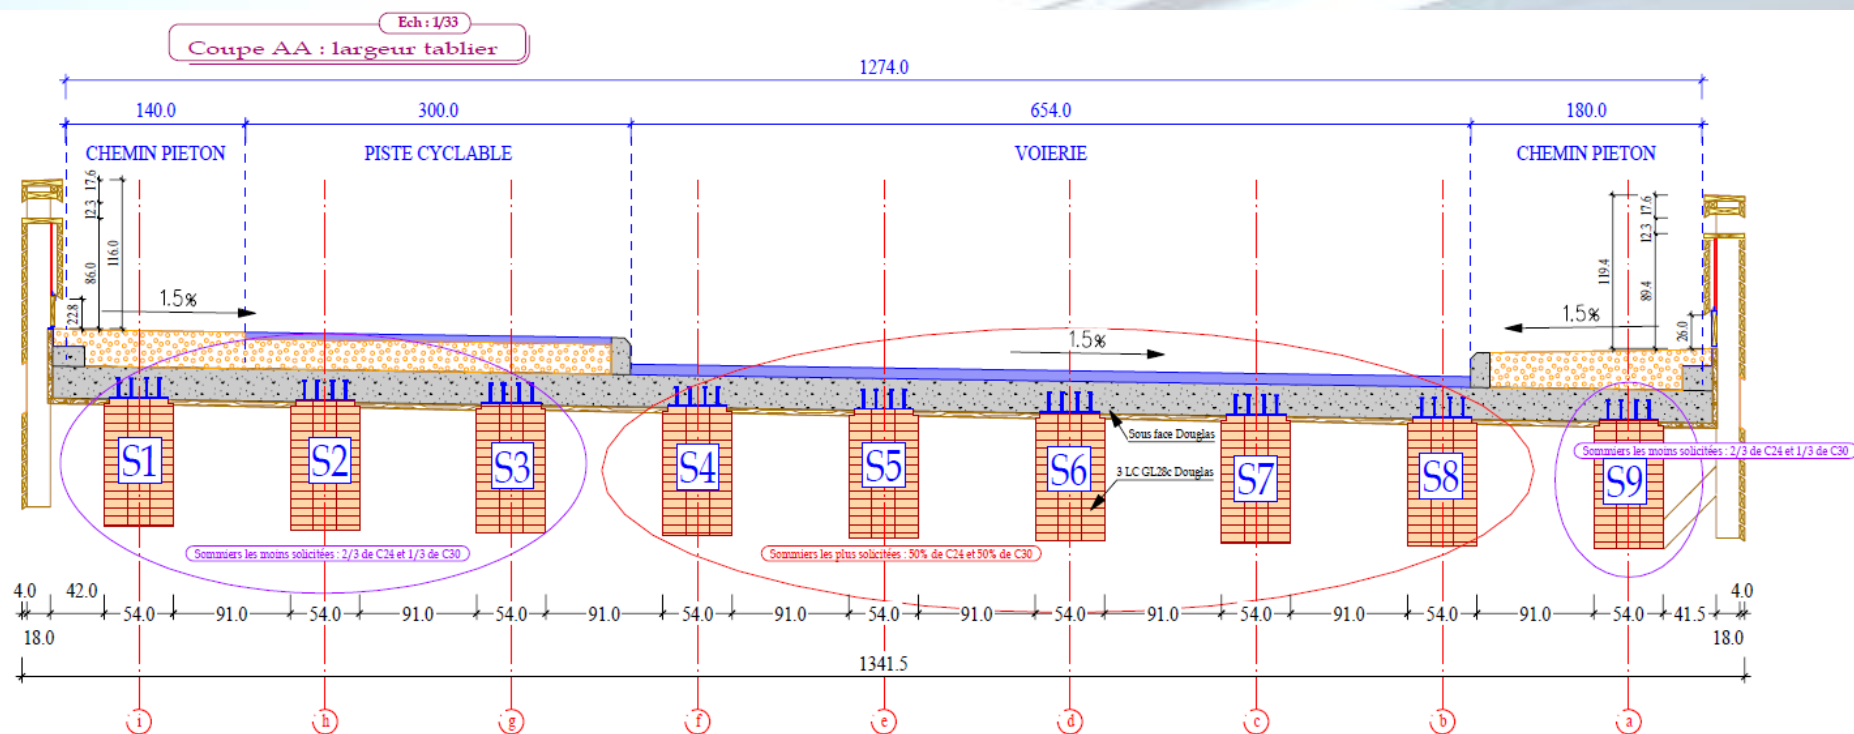 Ech : 1/33
Coupe AA : largeur tablier
1274.0
140.0 300.0 654.0 180.0
CHEMIN PIETON PISTE CYCLABLE VOIERIE CHEMIN PIETON
17.6
12.3
86.0
116.0
22.8
17.6
12.3
119.4
89.4
26.0
1.5%
1.5%
1.5%
S1 S2 S3 S4 S5 S6 S7 S8 S9
Sous face Douglas
3 LC GL28c Douglas
Sommiers les moins solicitées : 2/3 de C24 et 1/3 de C30
Sommiers les moins solicitées : 2/3 de C24 et 1/3 de C30
Sommiers les plus solicitées : 50% de C24 et 50% de C30
4.0 42.0 54.0 91.0 54.0 91.0 54.0 91.0 54.0 91.0 54.0 91.0 54.0 91.0 54.0 91.0 54.0 91.0 54.0 41.5 4.0
18.0 18.0
1341.5
i h g f e d c b a